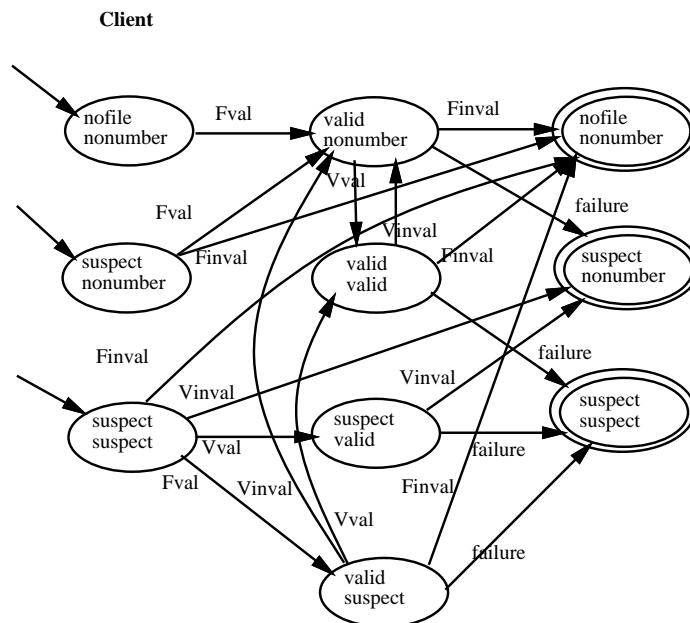 Client
nofile
nonumber
Fval
valid
nonumber
Finval
nofile
nonumber
Vval
Fval
failure
suspect
nonumber
Finval
Vinval
valid
valid
Finval
suspect
nonumber
Finval
Vinval
Vinval
failure
suspect
suspect
Vval
suspect
valid
failure
suspect
suspect
Fval
Vinval
Finval
Vval
failure
valid
suspect